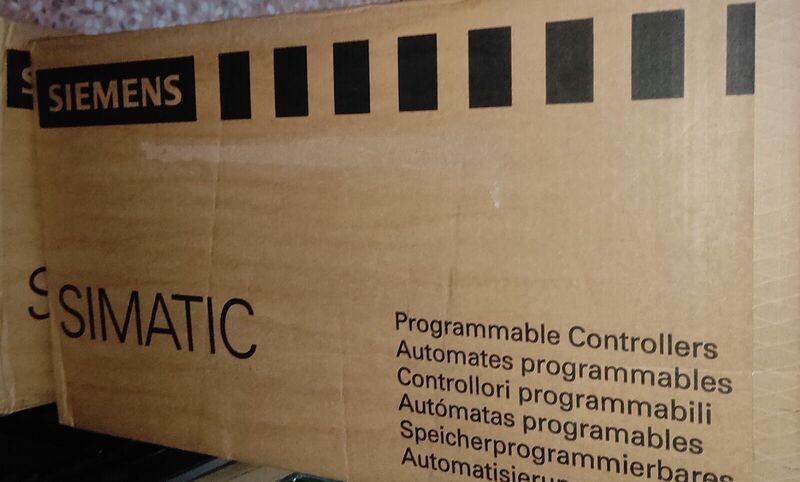 SIEMENS
SIMATIC
Programmable Controllers
Automates programmables
Controllori programmabili
Autómatas programables
Speicherprogrammierbares